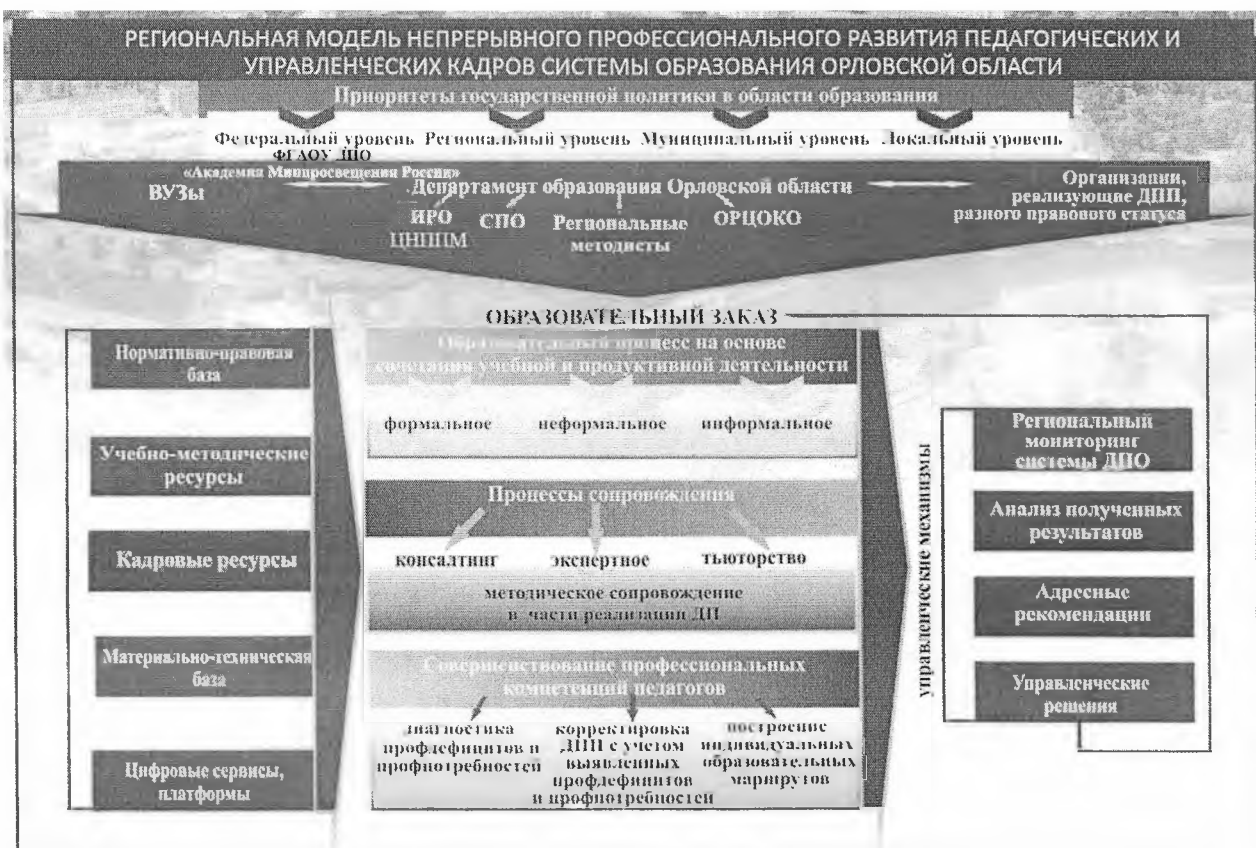 РЕГИОНАЛЬНАЯ МОДЕЛЬ НЕПРЕРЫВНОГО ПРОФЕССИОНАЛЬНОГО РАЗВИТИЯ ПЕДАГОГИЧЕСКИХ И
УПРАВЛЕНЧЕСКИХ КАДРОВ СИСТЕМЫ ОБРАЗОВАНИЯ ОРЛОВСКОЙ ОБЛАСТИ
Приоритеты государственной политики в области образования
Федеральный уровень Региональный уровень Муниципальный уровень Локальный уровень
ФГАОУ ДПО
«Академия Минпросвещения России»
ВУЗы
Департамент образования Орловской области
Организации,
реализующие ДПП,
разного правового статуса
ИРО
ЦНППМ
СПО
Региональные
методисты
ОРЦОКО
ОБРАЗОВАТЕЛЬНЫЙ ЗАКАЗ
Нормативно-правовая
база
Учебно-методические
ресурсы
Кадровые ресурсы
Материально-техническая
база
Цифровые сервисы,
платформы
Образовательный процесс на основе
сочетания учебной и продуктивной деятельности
формальное неформальное информальное
Процессы сопровождения
консалтинг экспертное тьюторство
методическое сопровождение
в части реализации ДП
Совершенствование профессиональных
компетенций педагогов
диагностика
профдефицитов и
профпотребностей
корректировка
ДПП с учетом
выявленных
профдефицитов
и профпотребностей
построение
индивидуальных
образовательных
маршрутов
управленческие механизмы
Региональный
мониторинг
системы ДПО
Анализ полученных
результатов
Адресные
рекомендации
Управленческие
решения